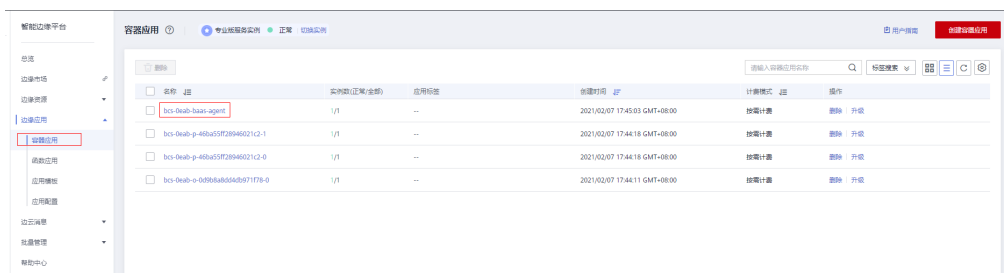 智能边缘平台
总览
边缘市场
边缘资源
边缘应用
容器应用
函数应用
应用模板
应用配置
边云消息
批量管理
帮助中心
容器应用 专业版服务实例 正常 切换实例 用户指南 创建容器应用
删除 请输入容器应用名称 标签搜索
名称 实例数(正常/全部) 应用标签 创建时间 计费模式 操作
bcs-0eab-baas-agent 1/1 -- 2021/02/07 17:45:03 GMT+08:00 按需计费 删除 升级
bcs-0eab-p-46ba55ff28946021c2-1 1/1 -- 2021/02/07 17:44:18 GMT+08:00 按需计费 删除 升级
bcs-0eab-p-46ba55ff28946021c2-0 1/1 -- 2021/02/07 17:44:18 GMT+08:00 按需计费 删除 升级
bcs-0eab-o-0d9b8a8dd4db971f78-0 1/1 -- 2021/02/07 17:44:11 GMT+08:00 按需计费 删除 升级